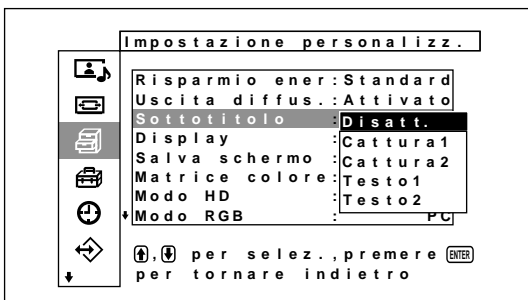 Impostazione personalizz.
Risparmio ener:Standard
Uscita diffus.:Attivato
Sottotitolo :Disatt.
Display :Cattura1
Salva schermo :Cattura2
Matrice colore:Testo1
Modo HD :Testo2
Modo RGB : PC
, per selez.,premere ENTER
per tornare indietro